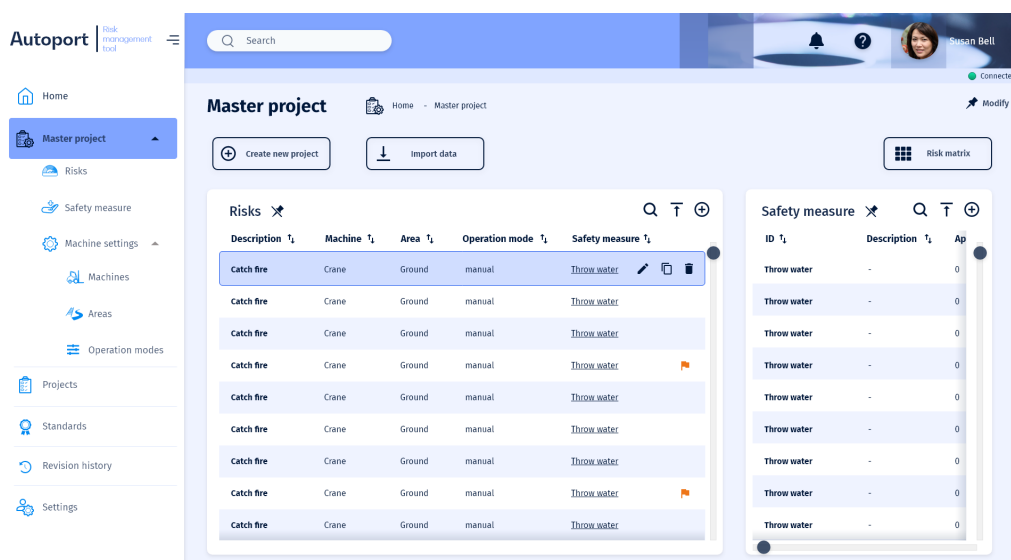 Autoport
Risk
management
tool
Search
Susan Bell
Connecte
Home
Master project
Risks
Safety measure
Machine settings
Machines
Areas
Operation modes
Projects
Standards
Revision history
Settings
Master project
Home - Master project
Modify
Create new project
Import data
Risk matrix
Risks
Description Machine Area Operation mode Safety measure
Catch fire Crane Ground manual Throw water
Catch fire Crane Ground manual Throw water
Catch fire Crane Ground manual Throw water
Catch fire Crane Ground manual Throw water
Catch fire Crane Ground manual Throw water
Catch fire Crane Ground manual Throw water
Catch fire Crane Ground manual Throw water
Catch fire Crane Ground manual Throw water
Catch fire Crane Ground manual Throw water
Safety measure
ID Description Ap
Throw water - 0
Throw water - 0
Throw water - 0
Throw water - 0
Throw water - 0
Throw water - 0
Throw water - 0
Throw water - 0
Throw water - 0